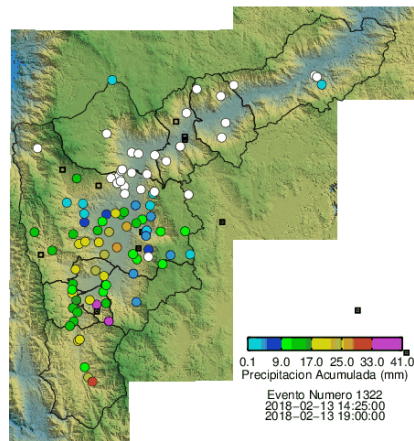 0.1 9.0 17.0 25.0 33.0 41.0
Precipitacion Acumulada (mm)
Evento Numero 1322
2018-02-13 14:25:00
2018-02-13 19:00:00